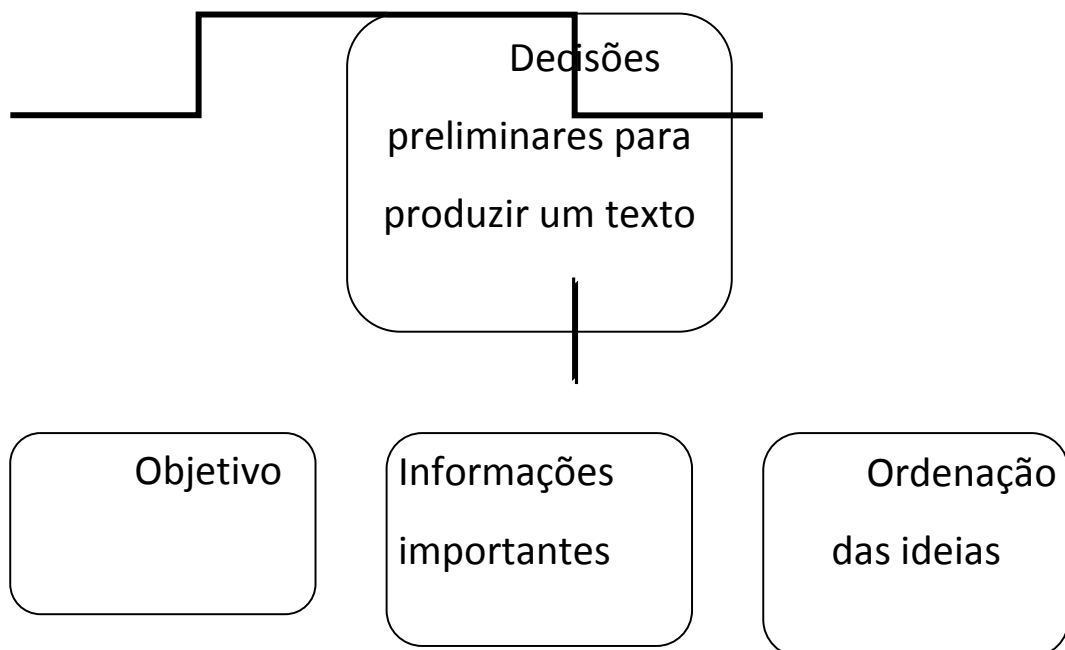 Decisões
preliminares para
produzir um texto
Objetivo
Informações
importantes
Ordenação
das ideias